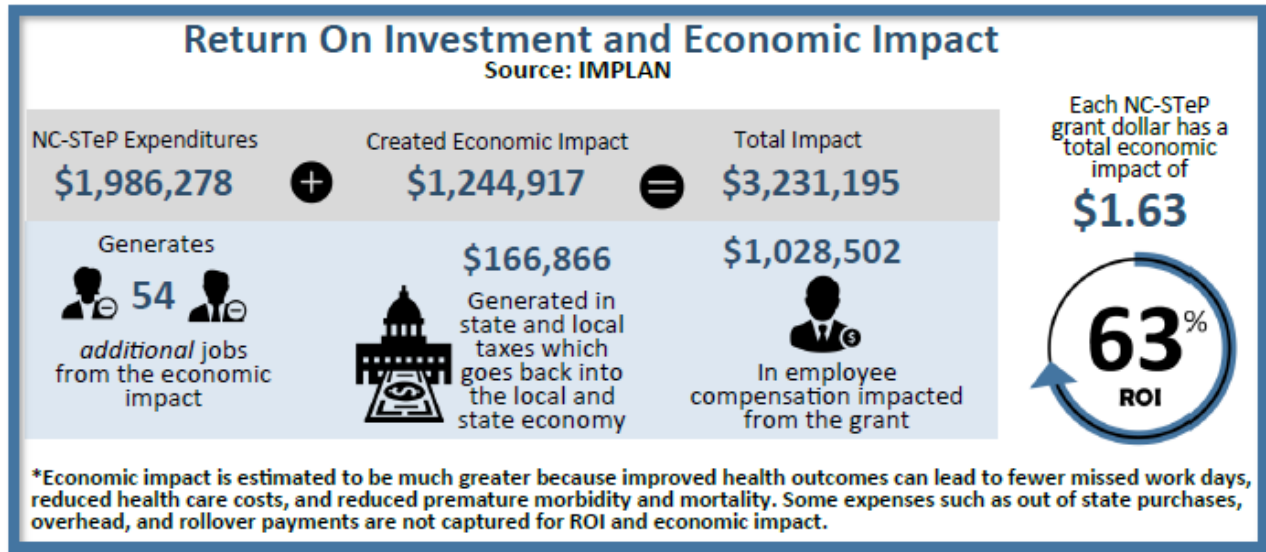 Return On Investment and Economic Impact
Source: IMPLAN
NC-STeP Expenditures
$1,986,278
+
Created Economic Impact
$1,244,917
=
Total Impact
$3,231,195
Each NC-STeP
grant dollar has a
total economic
impact of
$1.63
Generates
54
additional jobs
from the economic
impact
$166,866
Generated in
state and local
taxes which
goes back into
the local and
state economy
$1,028,502
$
In employee
compensation impacted
from the grant
63%
ROI
*Economic impact is estimated to be much greater because improved health outcomes can lead to fewer missed work days,
reduced health care costs, and reduced premature morbidity and mortality. Some expenses such as out of state purchases,
overhead, and rollover payments are not captured for ROI and economic impact.